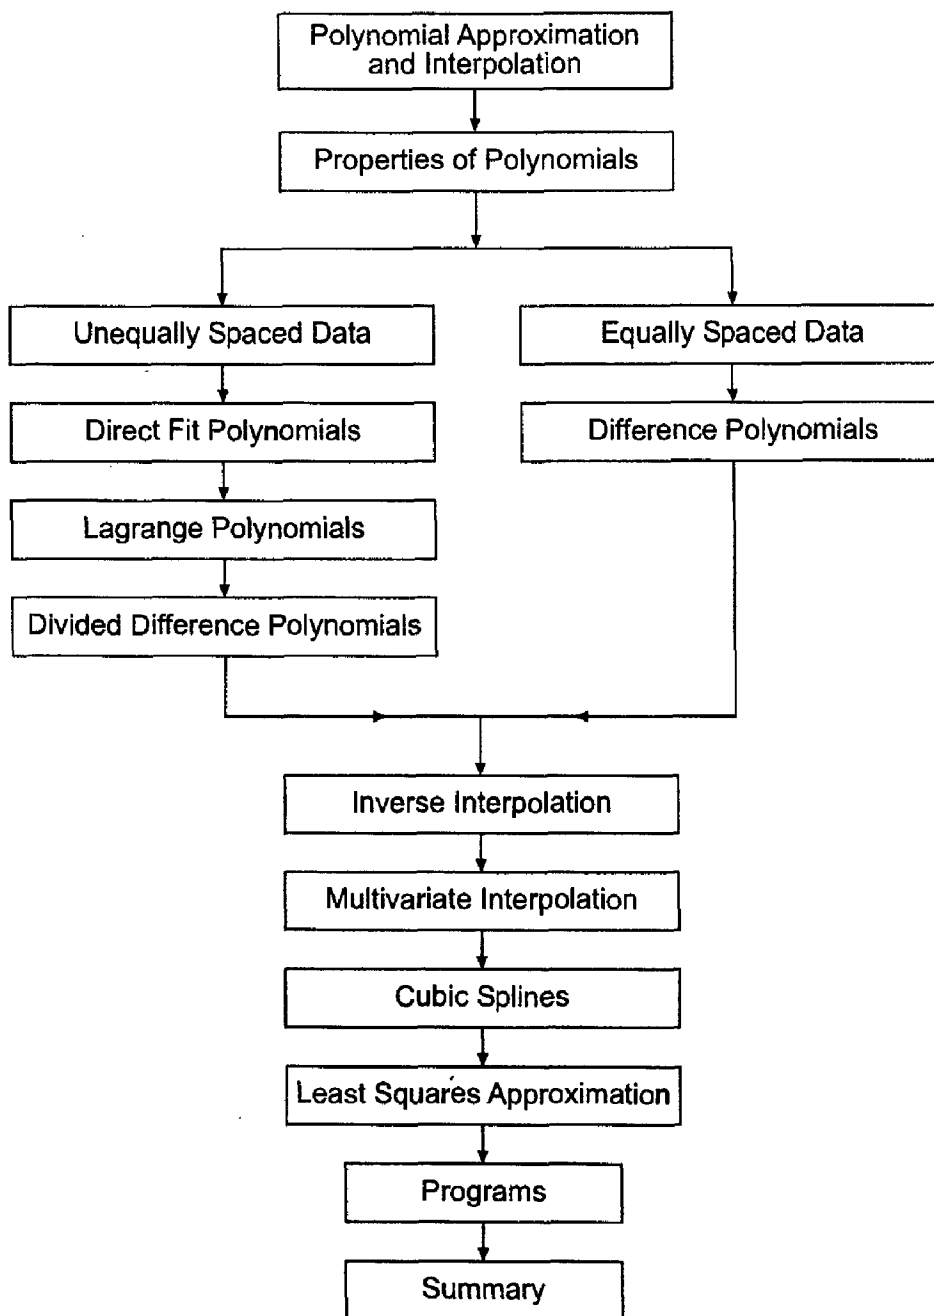 Polynomial Approximation
and Interpolation
Properties of Polynomials
Unequally Spaced Data
Equally Spaced Data
Direct Fit Polynomials
Difference Polynomials
Lagrange Polynomials
Divided Difference Polynomials
Inverse Interpolation
Multivariate Interpolation
Cubic Splines
Least Squares Approximation
Programs
Summary